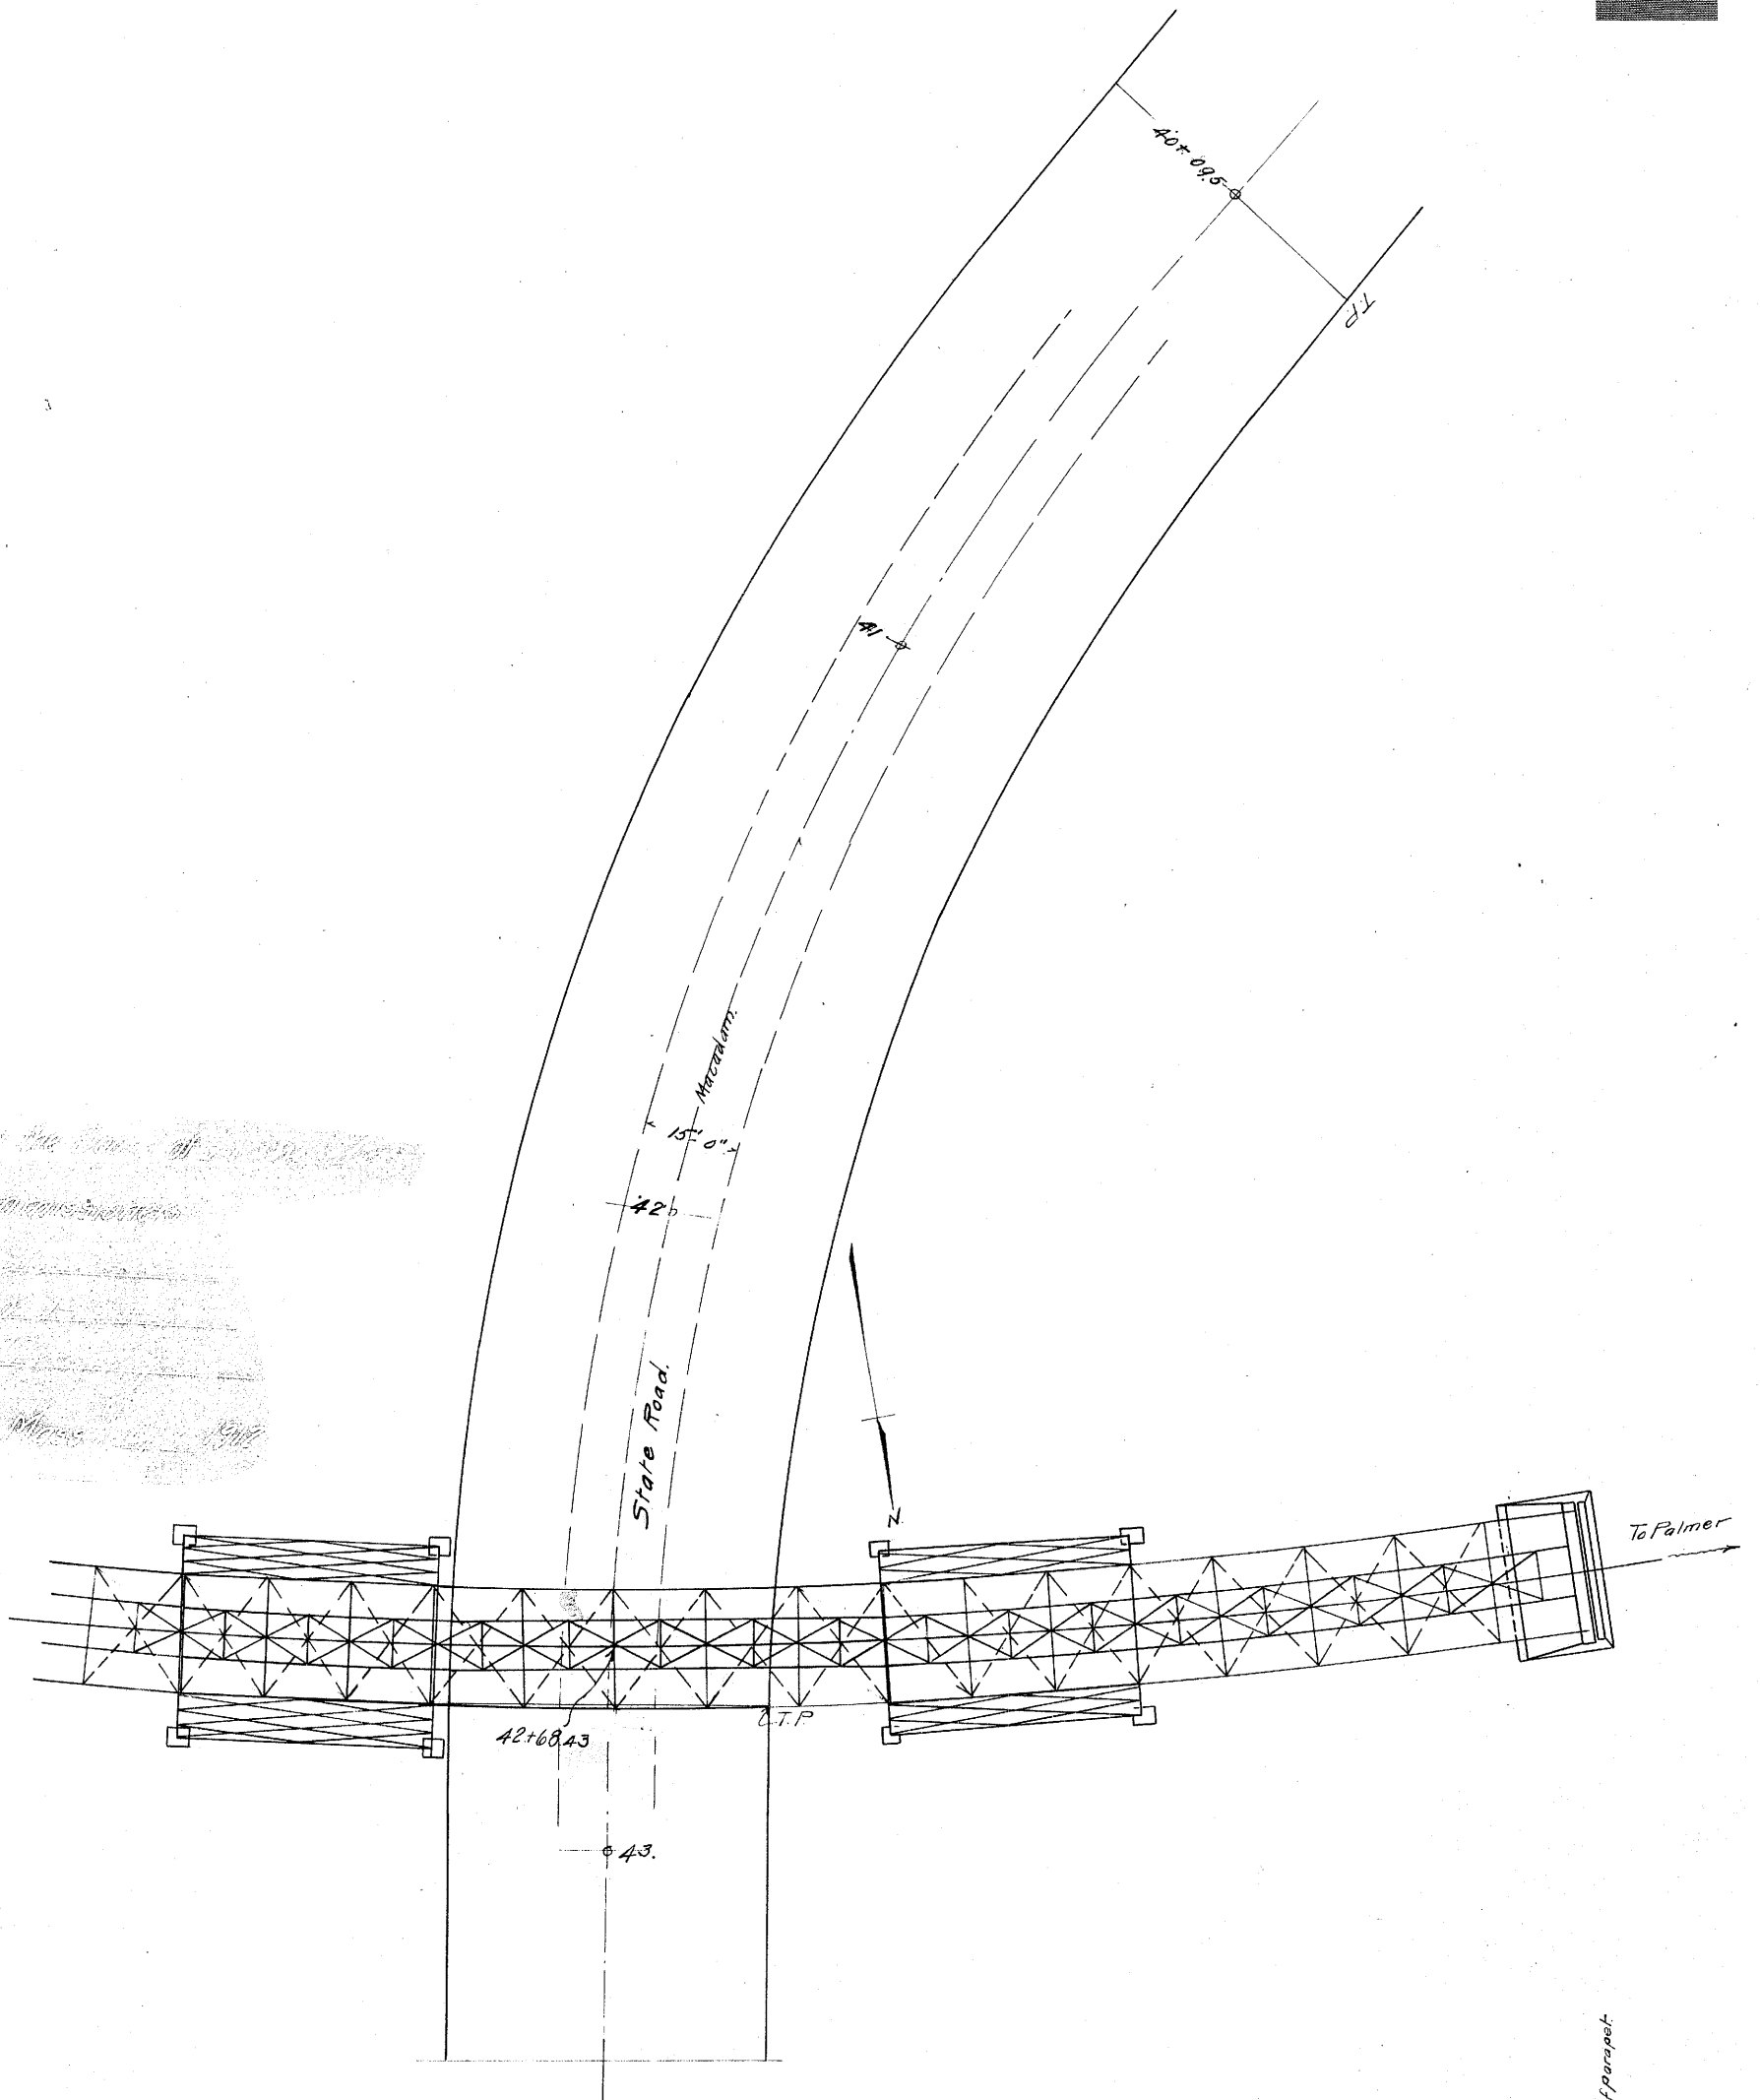 40+09.5
T.P.
41
Macadam.
15'-0"
42
State Road.
N
To Palmer
T.P.
42+68.43
43.
f parapet.